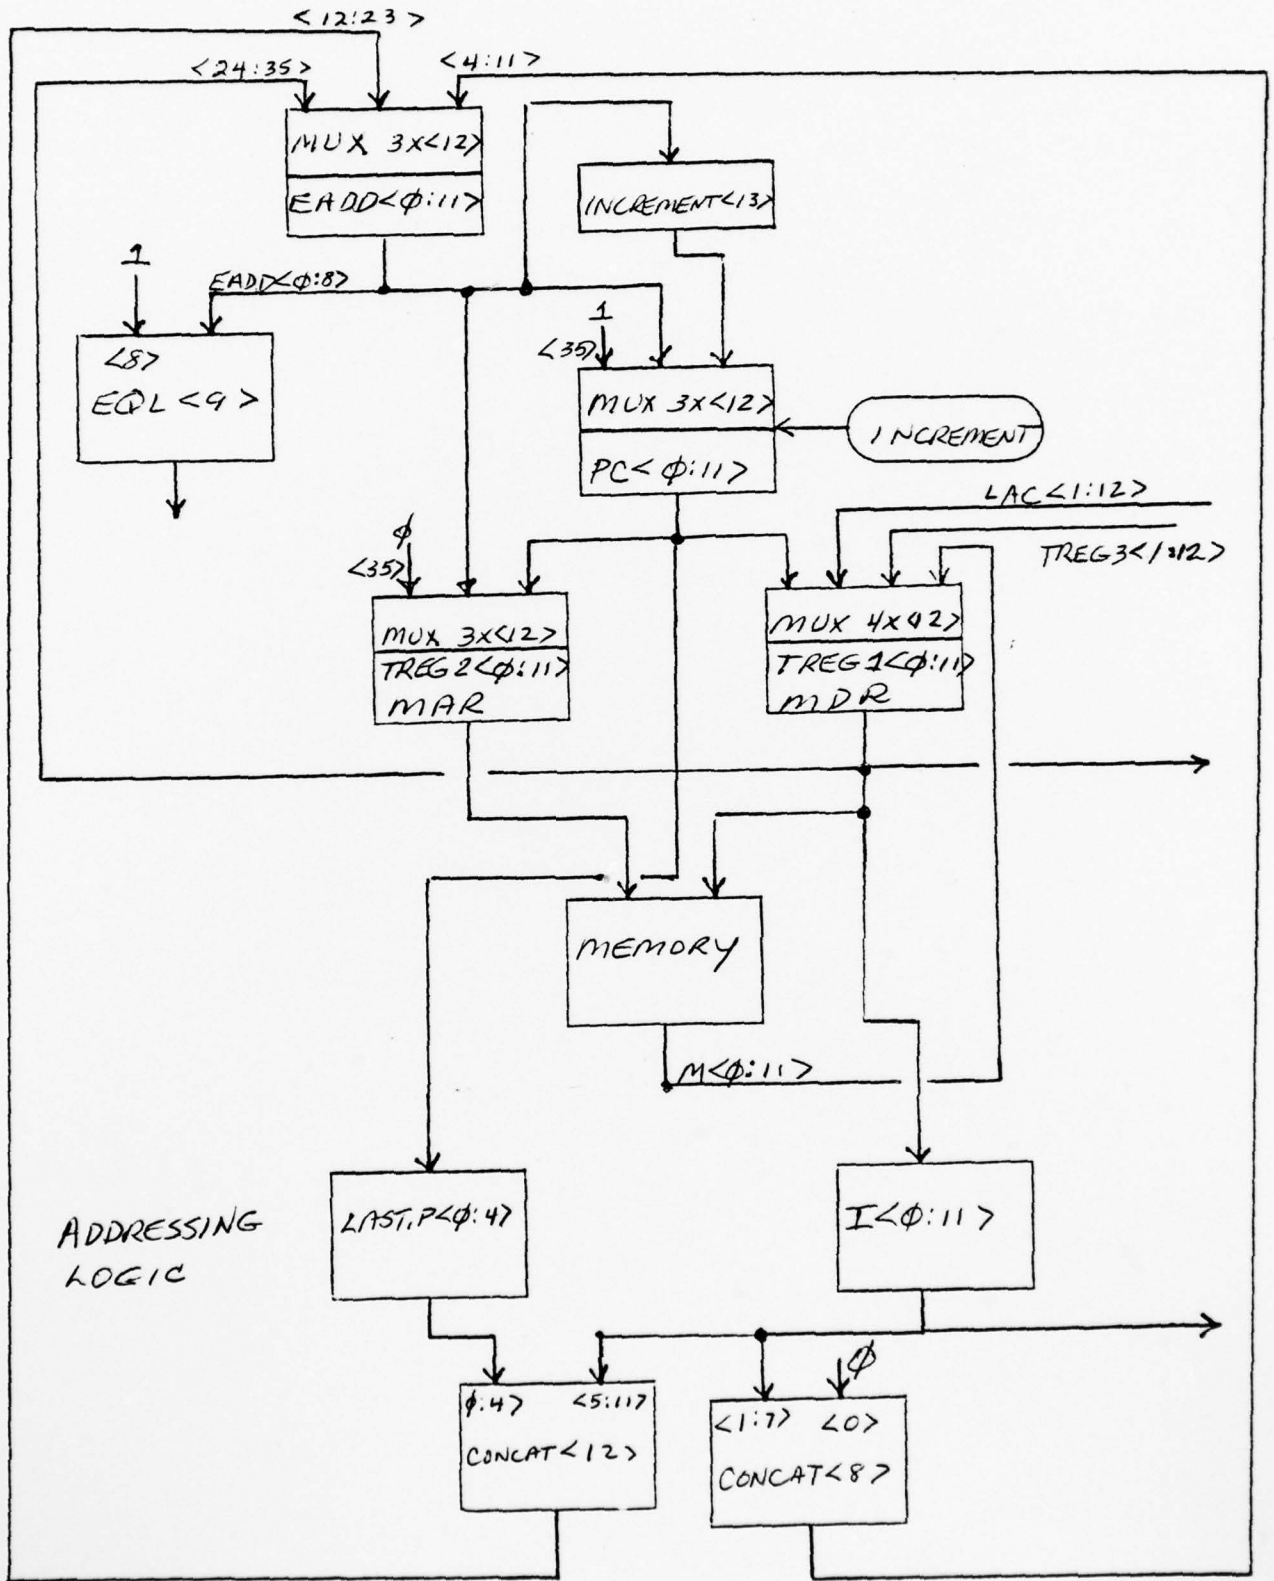 <12:23>
<24:35>
<4:11>
MUX 3x<12>
EADD<φ:11>
INCREMENT<13>
1
EADD<φ:8>
<8>
EQL <9>
1
<35>
MUX 3x<12>
INCREMENT
PC<φ:11>
LAC<1:12>
φ
<35>
TREG3<1:12>
MUX 3x<12>
TREG2<φ:11>
MAR
MUX 4x<12>
TREG1<φ:11>
MDR
MEMORY
M<φ:11>
LAST.P<φ:4>
I<φ:11>
ADDRESSING
LOGIC
φ
φ:4>
<5:11>
CONCAT<12>
<1:7>
<0>
CONCAT<8>